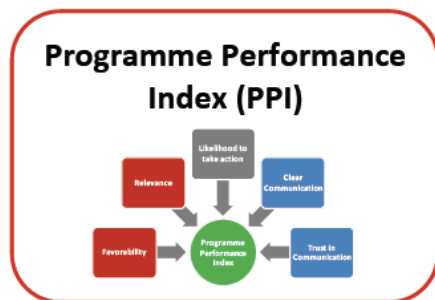 Programme Performance
Index (PPI)
Likelihood to
take action
Relevance
Clear
Communication
Favorability
Programme
Performance
Index
Trust in
Communication